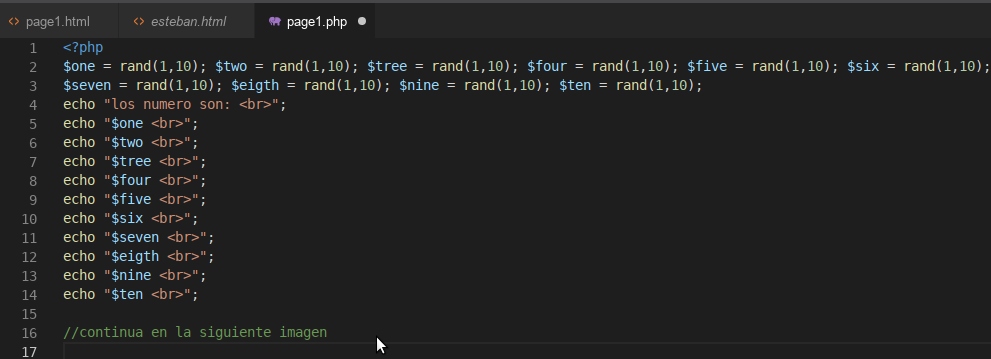 page1.html esteban.html page1.php
1 <?php
2 $one = rand(1,10); $two = rand(1,10); $tree = rand(1,10); $four = rand(1,10); $five = rand(1,10); $six = rand(1,10);
3 $seven = rand(1,10); $eigth = rand(1,10); $nine = rand(1,10); $ten = rand(1,10);
4 echo "los numero son: <br>";
5 echo "$one <br>";
6 echo "$two <br>";
7 echo "$tree <br>";
8 echo "$four <br>";
9 echo "$five <br>";
10 echo "$six <br>";
11 echo "$seven <br>";
12 echo "$eigth <br>";
13 echo "$nine <br>";
14 echo "$ten <br>";
15
16 //continua en la siguiente imagen
17